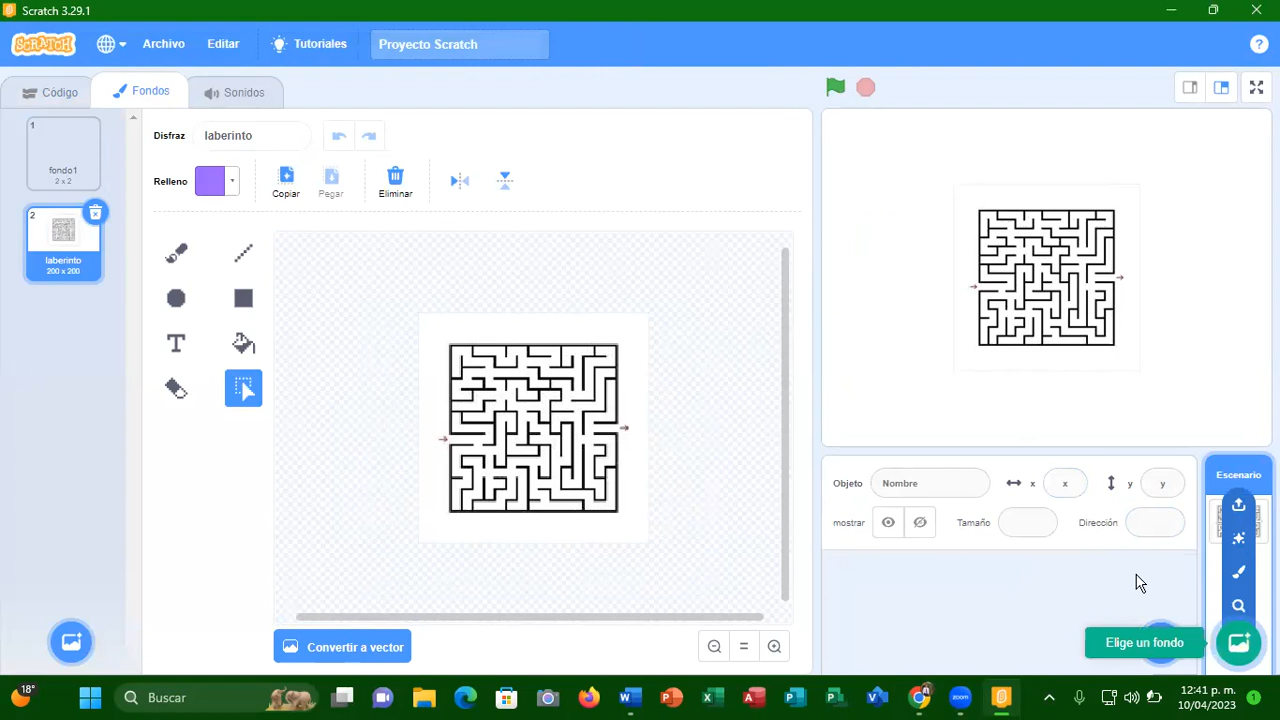 Scratch 3.29.1
SCRATCH
Archivo
Editar
Tutoriales
Proyecto Scratch
?
Código
Fondos
Sonidos
1
fondo1
2 x 2
2
laberinto
200 x 200
Disfraz
laberinto
Relleno
Copiar
Pegar
Eliminar
T
Convertir a vector
Objeto
Nombre
x
x
y
y
mostrar
Tamaño
Dirección
Escenario
Elige un fondo
18°
Buscar
12:41 p. m.
10/04/2023
1